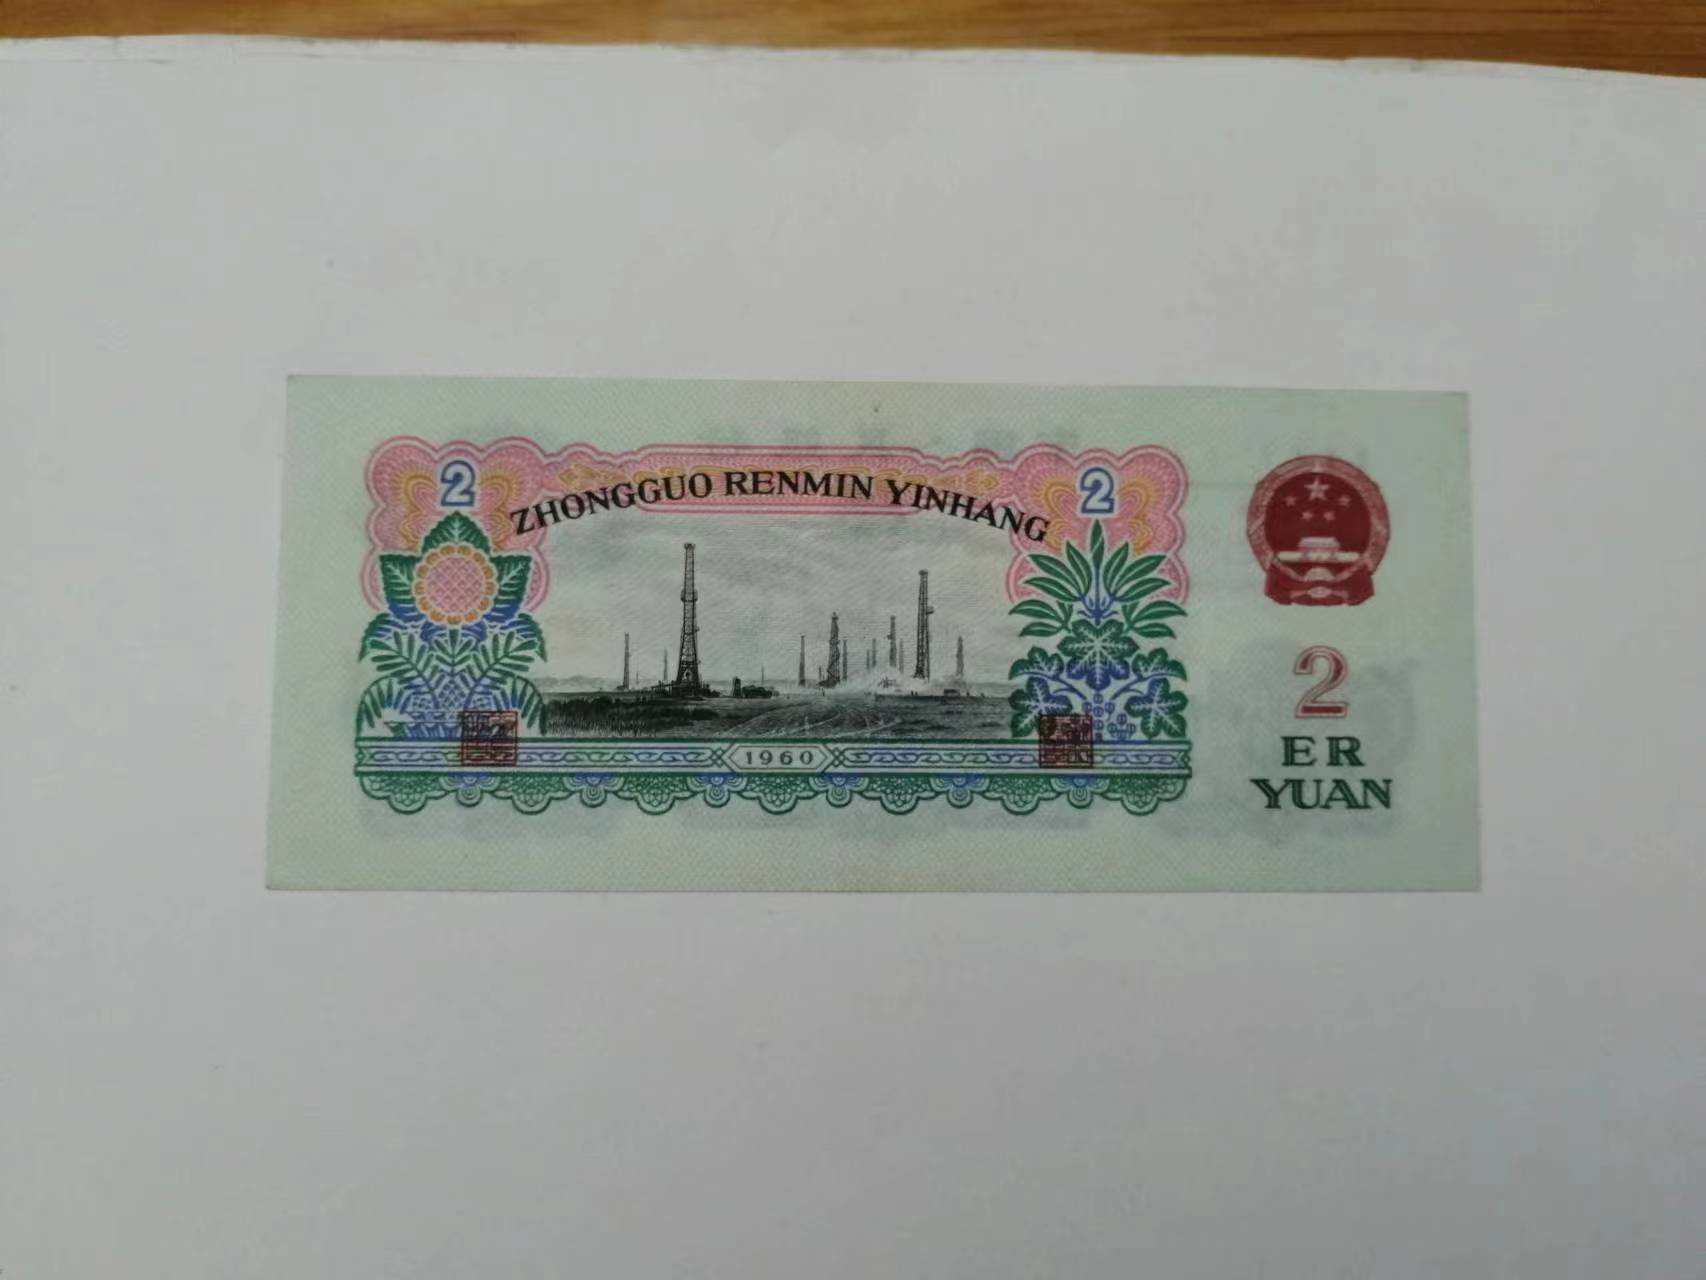 2
ZHONGGUO RENMIN YINHANG
2
1960
2
ER
YUAN